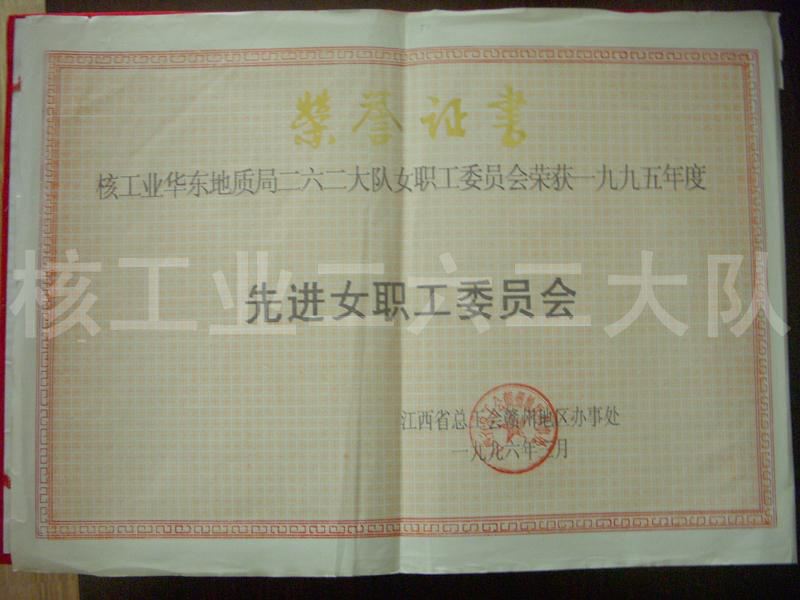 荣誉证书
核工业华东地质局二六二大队女职工委员会荣获一九九五年度
核工业二六二大队
先进女职工委员会
江西省总工会赣州地区办事处
一九九六年三月